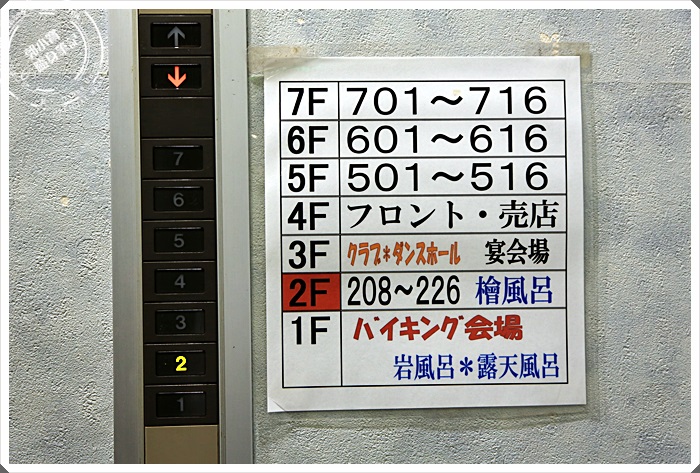 7F 701～716
6F 601～616
5F 501～516
4F フロント・売店
3F クラブ＊ダンスホール 宴会場
2F 208～226 檜風呂
1F バイキング会場
岩風呂＊露天風呂
↑
↓
7
6
5
4
3
2
1